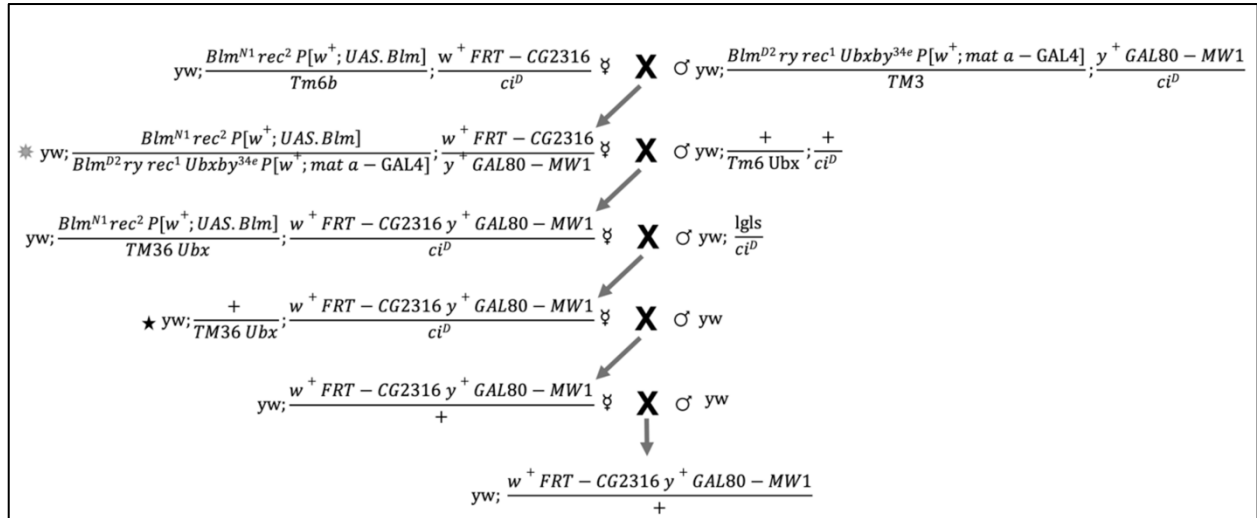 yw; Blm^N1 rec^2 P[w^+; UAS. Blm] / Tm6b ; w^+ FRT − CG2316 / ci^D ☿ X ♂ yw; Blm^D2 ry rec^1 Ubxby^34e P[w^+; mat a − GAL4] / TM3 ; y^+ GAL80 − MW1 / ci^D
yw; Blm^N1 rec^2 P[w^+; UAS. Blm] / Blm^D2 ry rec^1 Ubxby^34e P[w^+; mat a − GAL4] ; w^+ FRT − CG2316 / y^+ GAL80 − MW1 ☿ X ♂ yw; + / Tm6 Ubx ; + / ci^D
yw; Blm^N1 rec^2 P[w^+; UAS. Blm] / TM36 Ubx ; w^+ FRT − CG2316 y^+ GAL80 − MW1 / ci^D ☿ X ♂ yw; lgls / ci^D
★ yw; + / TM36 Ubx ; w^+ FRT − CG2316 y^+ GAL80 − MW1 / ci^D ☿ X ♂ yw
yw; w^+ FRT − CG2316 y^+ GAL80 − MW1 / + ☿ X ♂ yw
yw; w^+ FRT − CG2316 y^+ GAL80 − MW1 / +